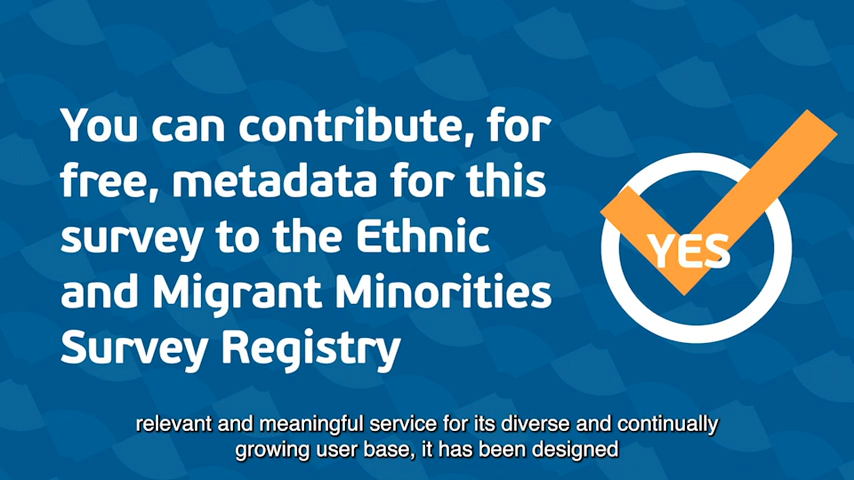 You can contribute, for
free, metadata for this
survey to the Ethnic
and Migrant Minorities
Survey Registry
YES
relevant and meaningful service for its diverse and continually
growing user base, it has been designed